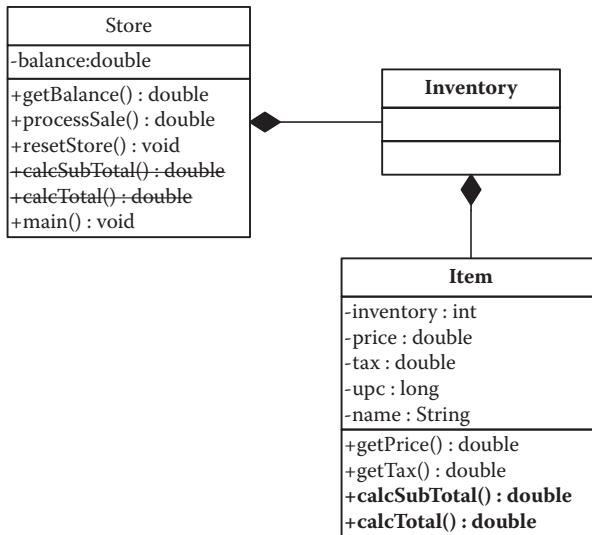 Store
-balance:double
+getBalance() : double
+processSale() : double
+resetStore() : void
+calcSubTotal() : double
+calcTotal() : double
+main() : void
Inventory
Item
-inventory : int
-price : double
-tax : double
-upc : long
-name : String
+getPrice() : double
+getTax() : double
+calcSubTotal() : double
+calcTotal() : double